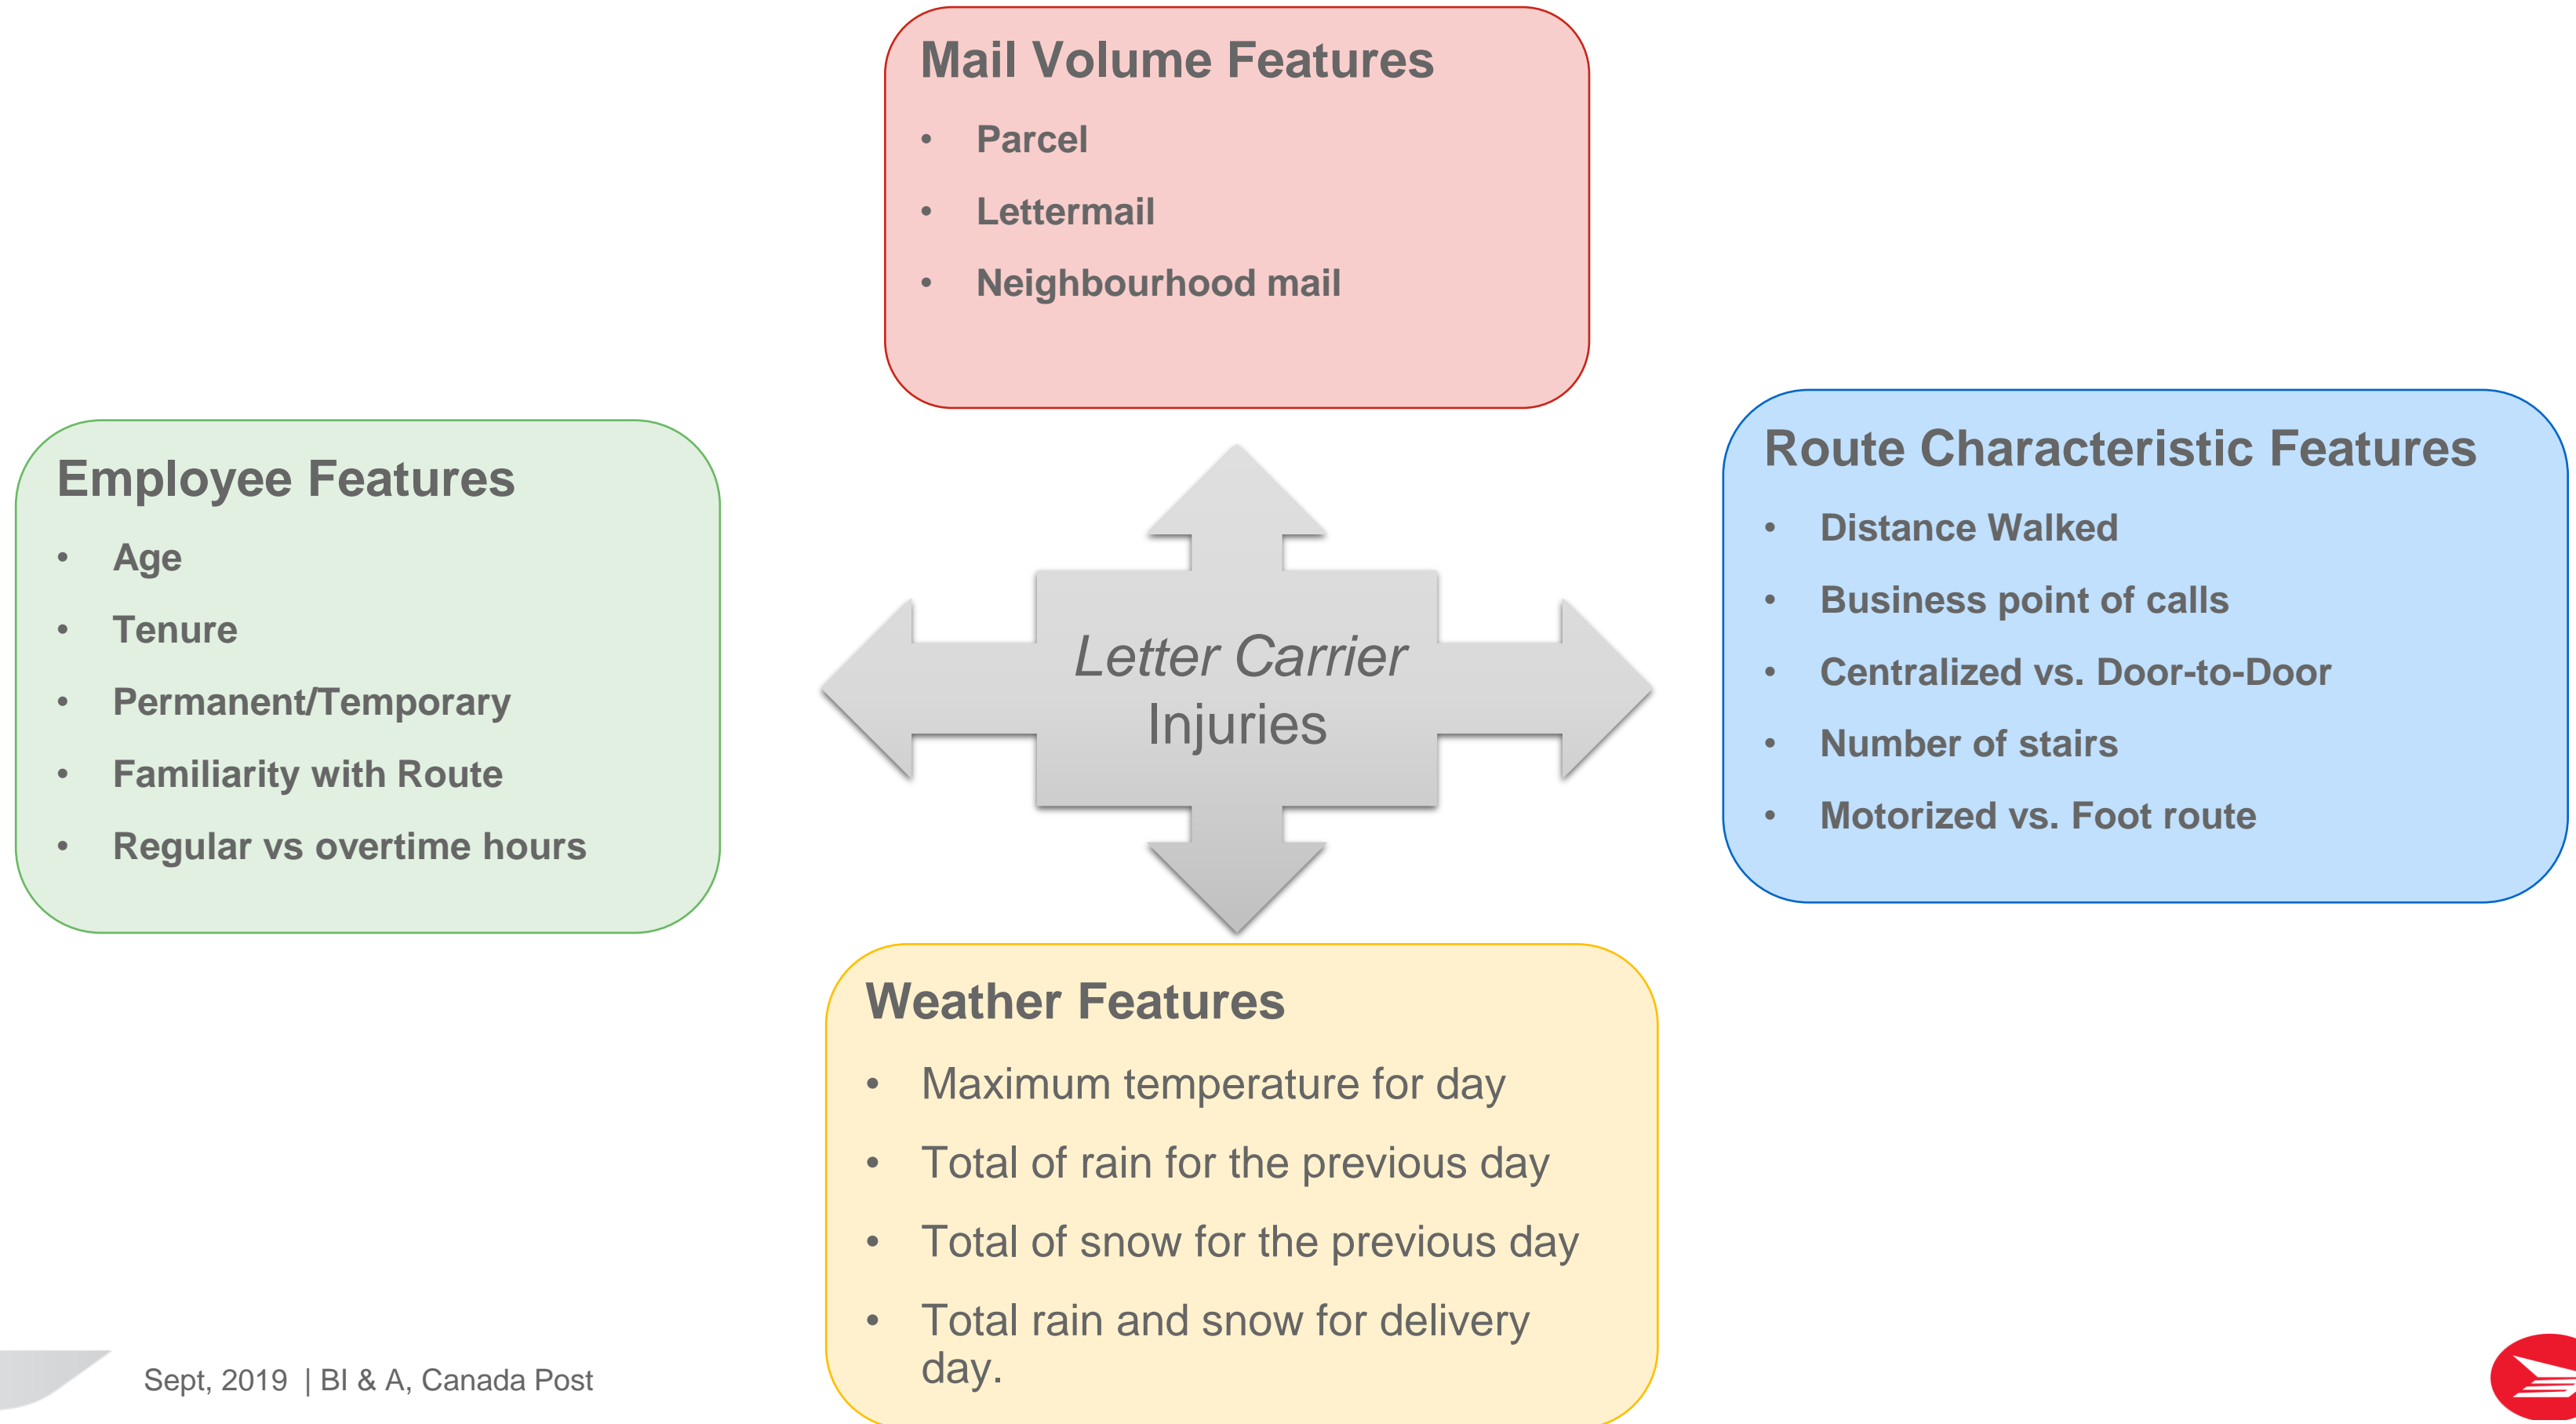 Mail Volume Features
• Parcel
• Lettermail
• Neighbourhood mail
Employee Features
• Age
• Tenure
• Permanent/Temporary
• Familiarity with Route
• Regular vs overtime hours
Letter Carrier
Injuries
Route Characteristic Features
• Distance Walked
• Business point of calls
• Centralized vs. Door-to-Door
• Number of stairs
• Motorized vs. Foot route
Weather Features
• Maximum temperature for day
• Total of rain for the previous day
• Total of snow for the previous day
• Total rain and snow for delivery
day.
Sept, 2019 | BI & A, Canada Post